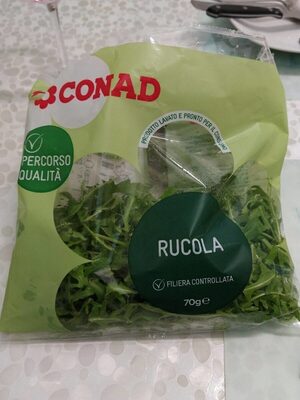 CONAD
PERCORSO
QUALITÀ
PRODOTTO LAVATO E PRONTO PER IL CONSUMO
RUCOLA
FILIERA CONTROLLATA
70g℮